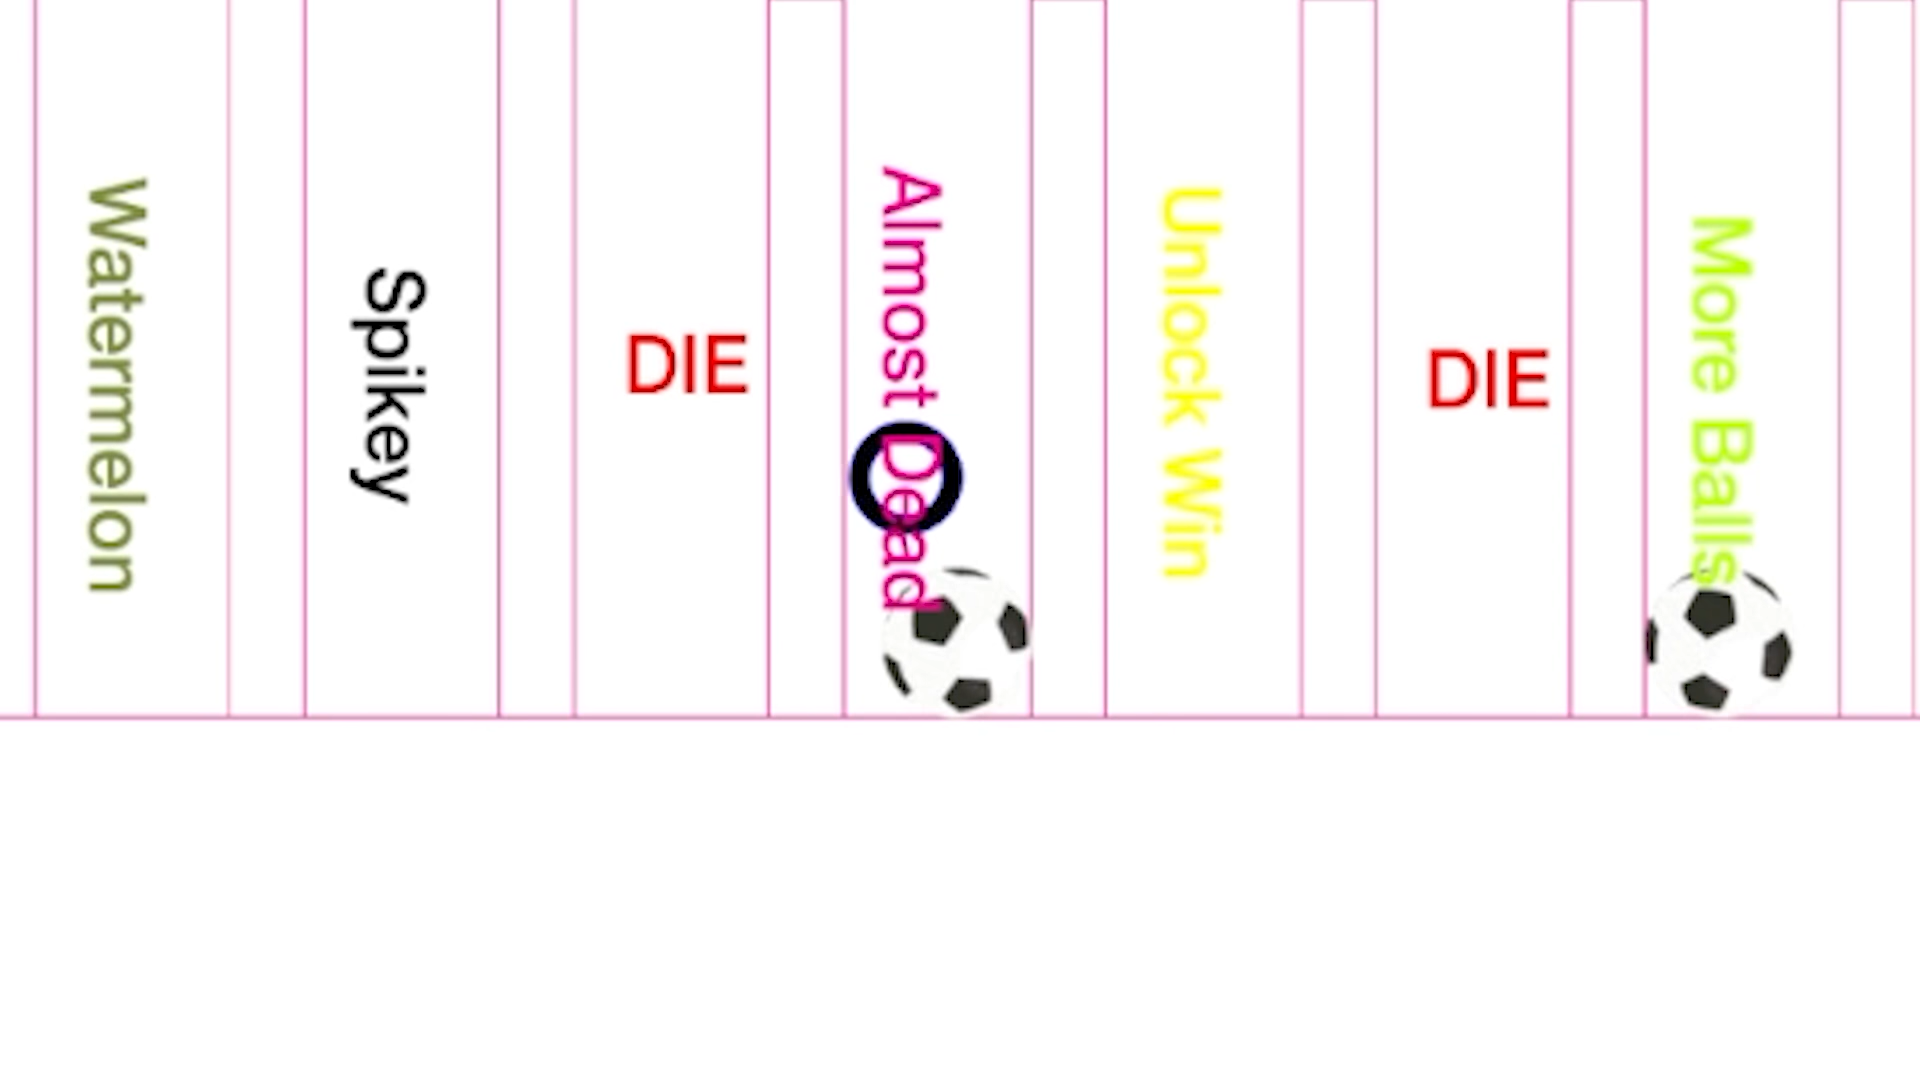 Watermelon
Spikey
DIE
Almost Dead
Unlock Win
DIE
More Balls